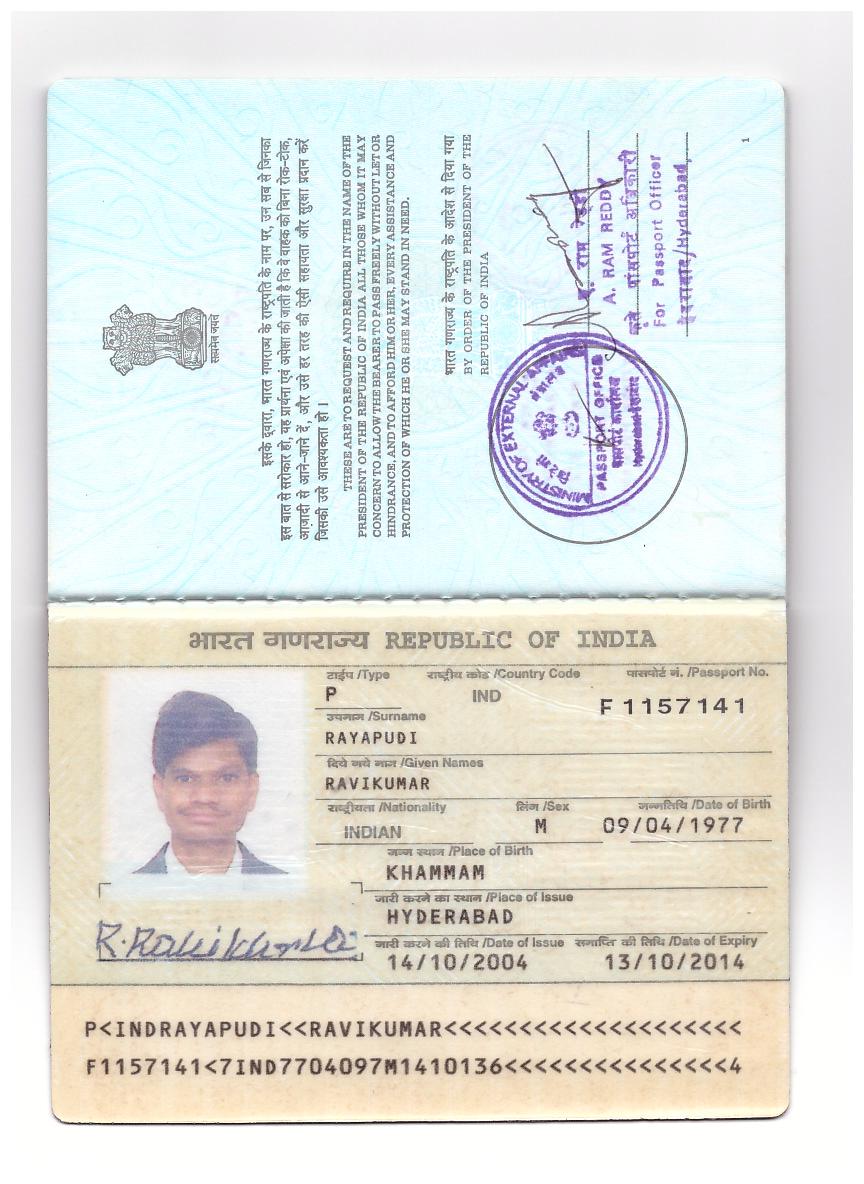 सत्यमेव जयते
इसके द्वारा, भारत गणराज्य के राष्ट्रपति के नाम पर, उन सब से जिनका
इस बात से सरोकार हो, यह प्रार्थना एवं अपेक्षा की जाती है कि वे वाहक को बिना रोक-टोक,
आज़ादी से आने-जाने दें, और उसे हर तरह की ऐसी सहायता और सुरक्षा प्रदान करें
जिसकी उसे आवश्यकता हो ।
THESE ARE TO REQUEST AND REQUIRE IN THE NAME OF THE
PRESIDENT OF THE REPUBLIC OF INDIA ALL THOSE WHOM IT MAY
CONCERN TO ALLOW THE BEARER TO PASS FREELY WITHOUT LET OR
HINDRANCE, AND TO AFFORD HIM OR HER, EVERY ASSISTANCE AND
PROTECTION OF WHICH HE OR SHE MAY STAND IN NEED.
भारत गणराज्य के राष्ट्रपति के आदेश से दिया गया
BY ORDER OF THE PRESIDENT OF THE
REPUBLIC OF INDIA
MINISTRY OF EXTERNAL AFFAIRS
PASSPORT OFFICE
राम रेड्डी
A. RAM REDDY
कृते पासपोर्ट अधिकारी
For Passport Officer
हैदराबाद/Hyderabad,
1
भारत गणराज्य REPUBLIC OF INDIA
टाईप /Type राष्ट्रीय कोड /Country Code पासपोर्ट नं. /Passport No.
P IND F 1157141
उपनाम /Surname
RAYAPUDI
दिये गये नाम /Given Names
RAVIKUMAR
राष्ट्रीयता /Nationality लिंग /Sex जन्मतिथि /Date of Birth
INDIAN M 09/04/1977
जन्म स्थान /Place of Birth
KHAMMAM
जारी करने का स्थान /Place of Issue
HYDERABAD
जारी करने की तिथि /Date of Issue समाप्ति की तिथि /Date of Expiry
14/10/2004 13/10/2014
R. Ravikumar
P<INDRAYAPUDI<<RAVIKUMAR<<<<<<<<<<<<<<<<<<<<
F1157141<7IND7704097M1410136<<<<<<<<<<<<<<<4